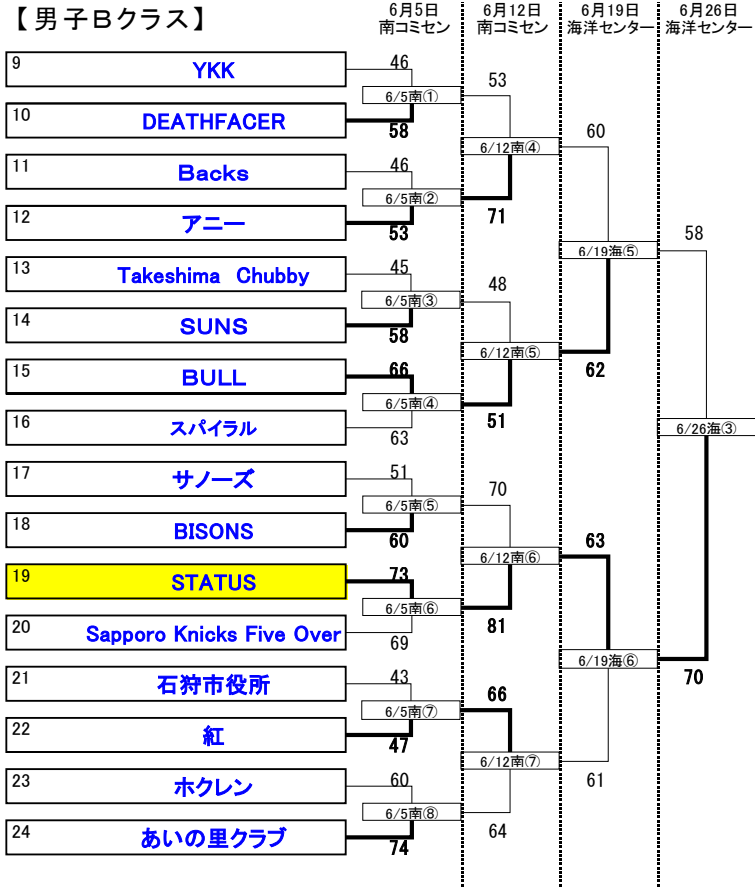 【男子Bクラス】
6月5日 6月12日 6月19日 6月26日
南コミセン 南コミセン 海洋センター 海洋センター
9 YKK 46
53
6/5南①
10 DEATHFACER 58
60
6/12南④
11 Backs 46
6/5南②
12 アニー 53
71
58
6/19海⑤
13 Takeshima Chubby 45
48
6/5南③
14 SUNS 58
6/12南⑤
15 BULL 66
62
6/5南④
51
16 スパイラル 63
6/26海③
17 サノーズ 51
70
6/5南⑤
18 BISONS 60
63
6/12南⑥
19 STATUS 73
6/5南⑥
81
20 Sapporo Knicks Five Over 69
6/19海⑥
21 石狩市役所 43
70
66
6/5南⑦
22 紅 47
6/12南⑦
23 ホクレン 60
61
6/5南⑧
64
24 あいの里クラブ 74